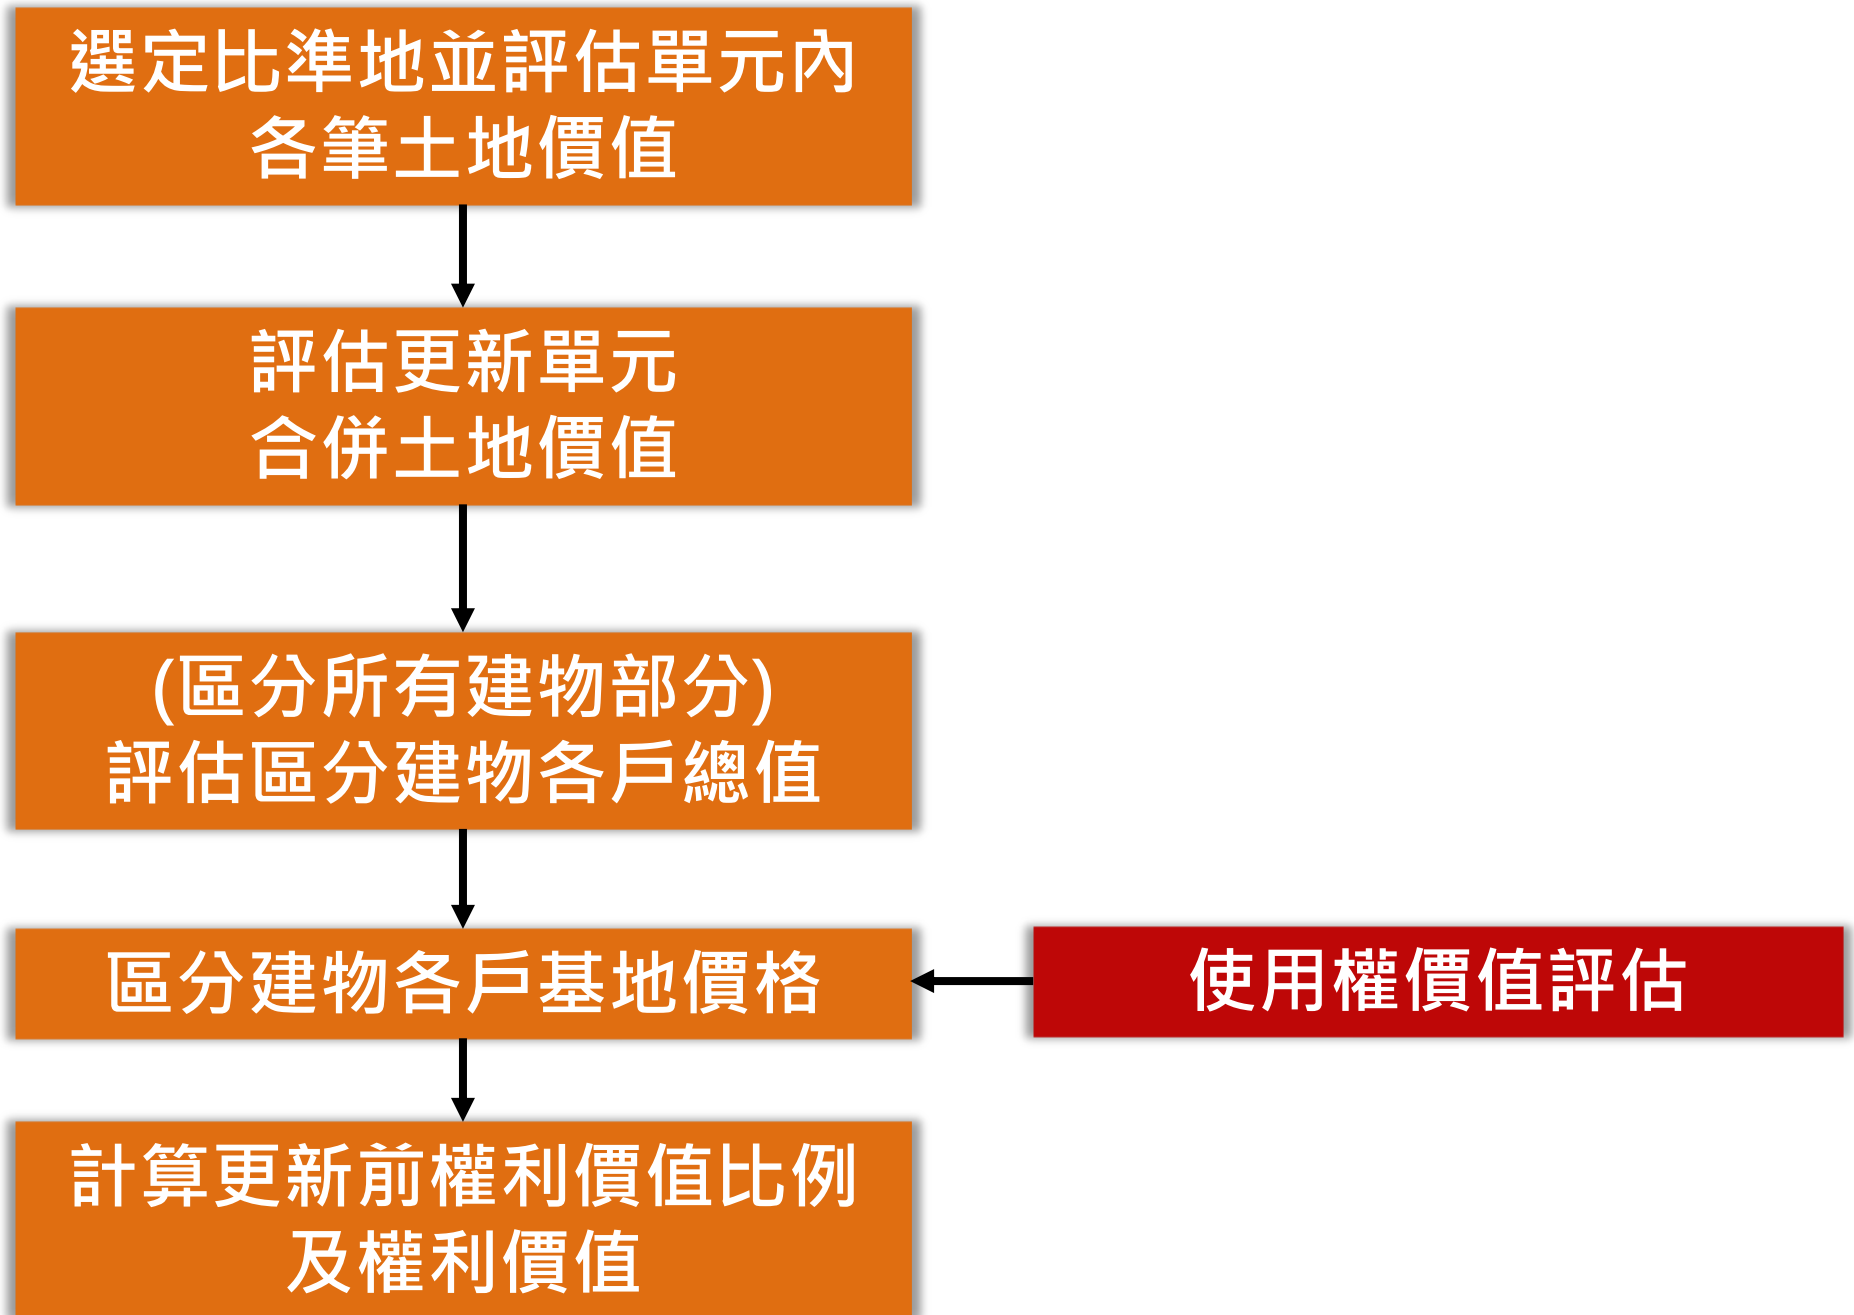 選定比準地並評估單元內
各筆土地價值
評估更新單元
合併土地價值
(區分所有建物部分)
評估區分建物各戶總值
區分建物各戶基地價格
使用權價值評估
計算更新前權利價值比例
及權利價值